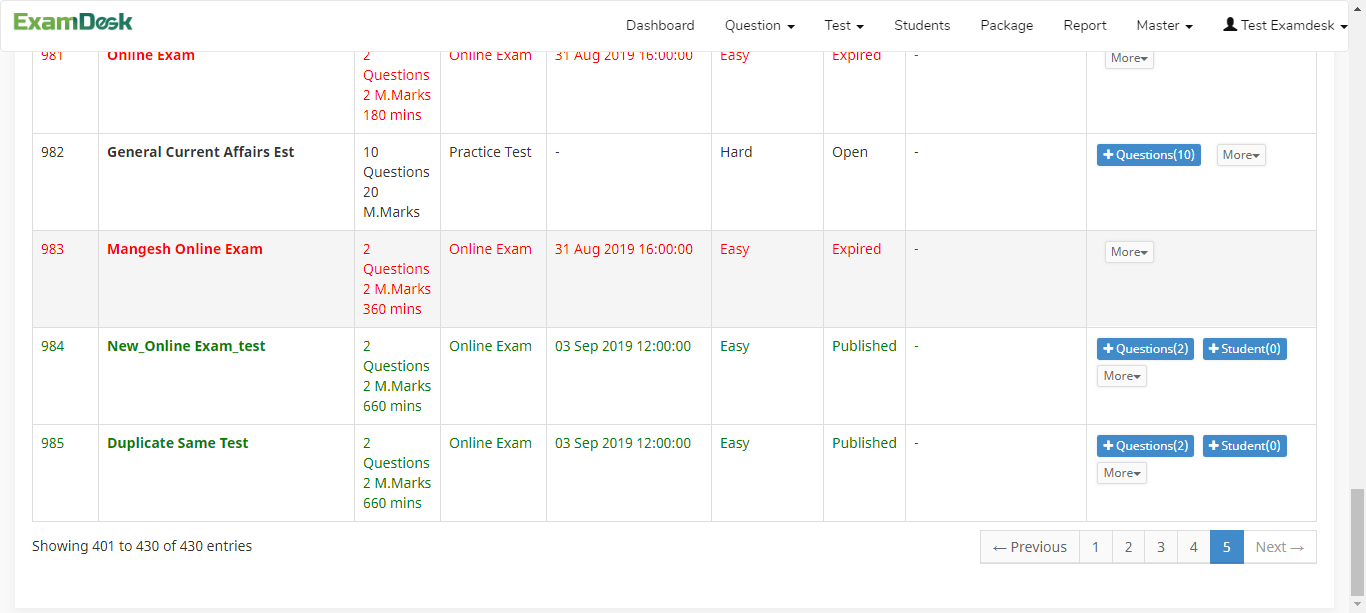 ExamDesk
Dashboard Question Test Students Package Report Master Test Examdesk
981 Online Exam 2 Online Exam 31 Aug 2019 16:00:00 Easy Expired - More
Questions
2 M.Marks
180 mins
982 General Current Affairs Est 10 Practice Test - Hard Open - Questions(10) More
Questions
20
M.Marks
983 Mangesh Online Exam 2 Online Exam 31 Aug 2019 16:00:00 Easy Expired - More
Questions
2 M.Marks
360 mins
984 New_Online Exam_test 2 Online Exam 03 Sep 2019 12:00:00 Easy Published - +Questions(2) +Student(0)
Questions More
2 M.Marks
660 mins
985 Duplicate Same Test 2 Online Exam 03 Sep 2019 12:00:00 Easy Published - +Questions(2) +Student(0)
Questions More
2 M.Marks
660 mins
Showing 401 to 430 of 430 entries ← Previous 1 2 3 4 5 Next →